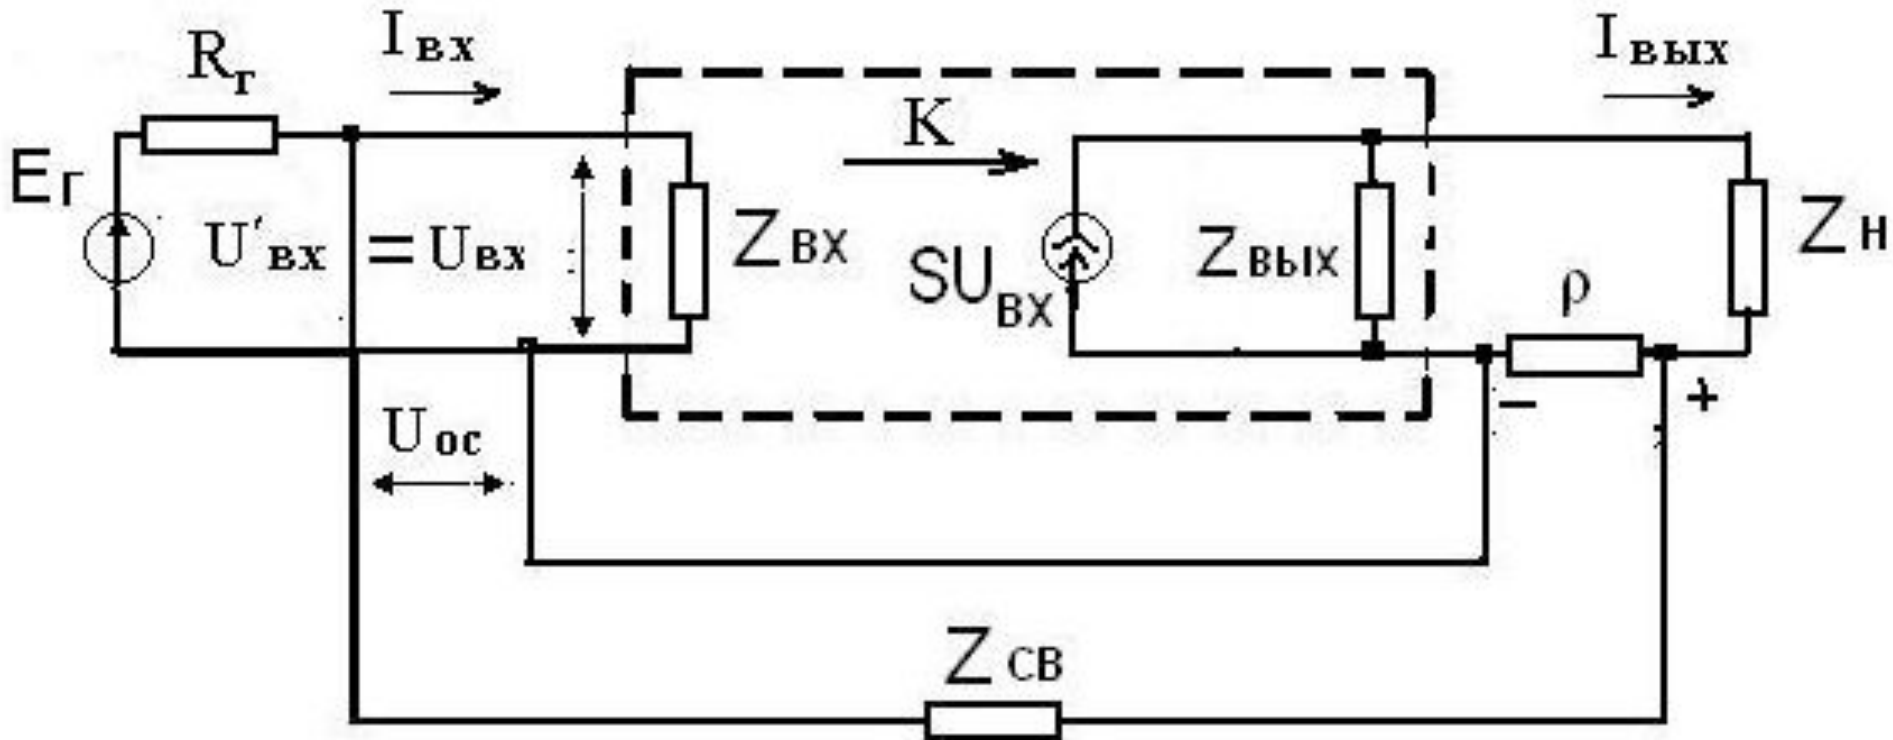 Rг
Iвх
Iвых
K
Eг
U′вх = Uвх
Zвх
SUвх
Zвых
ρ
Zн
− +
Uос
Zсв